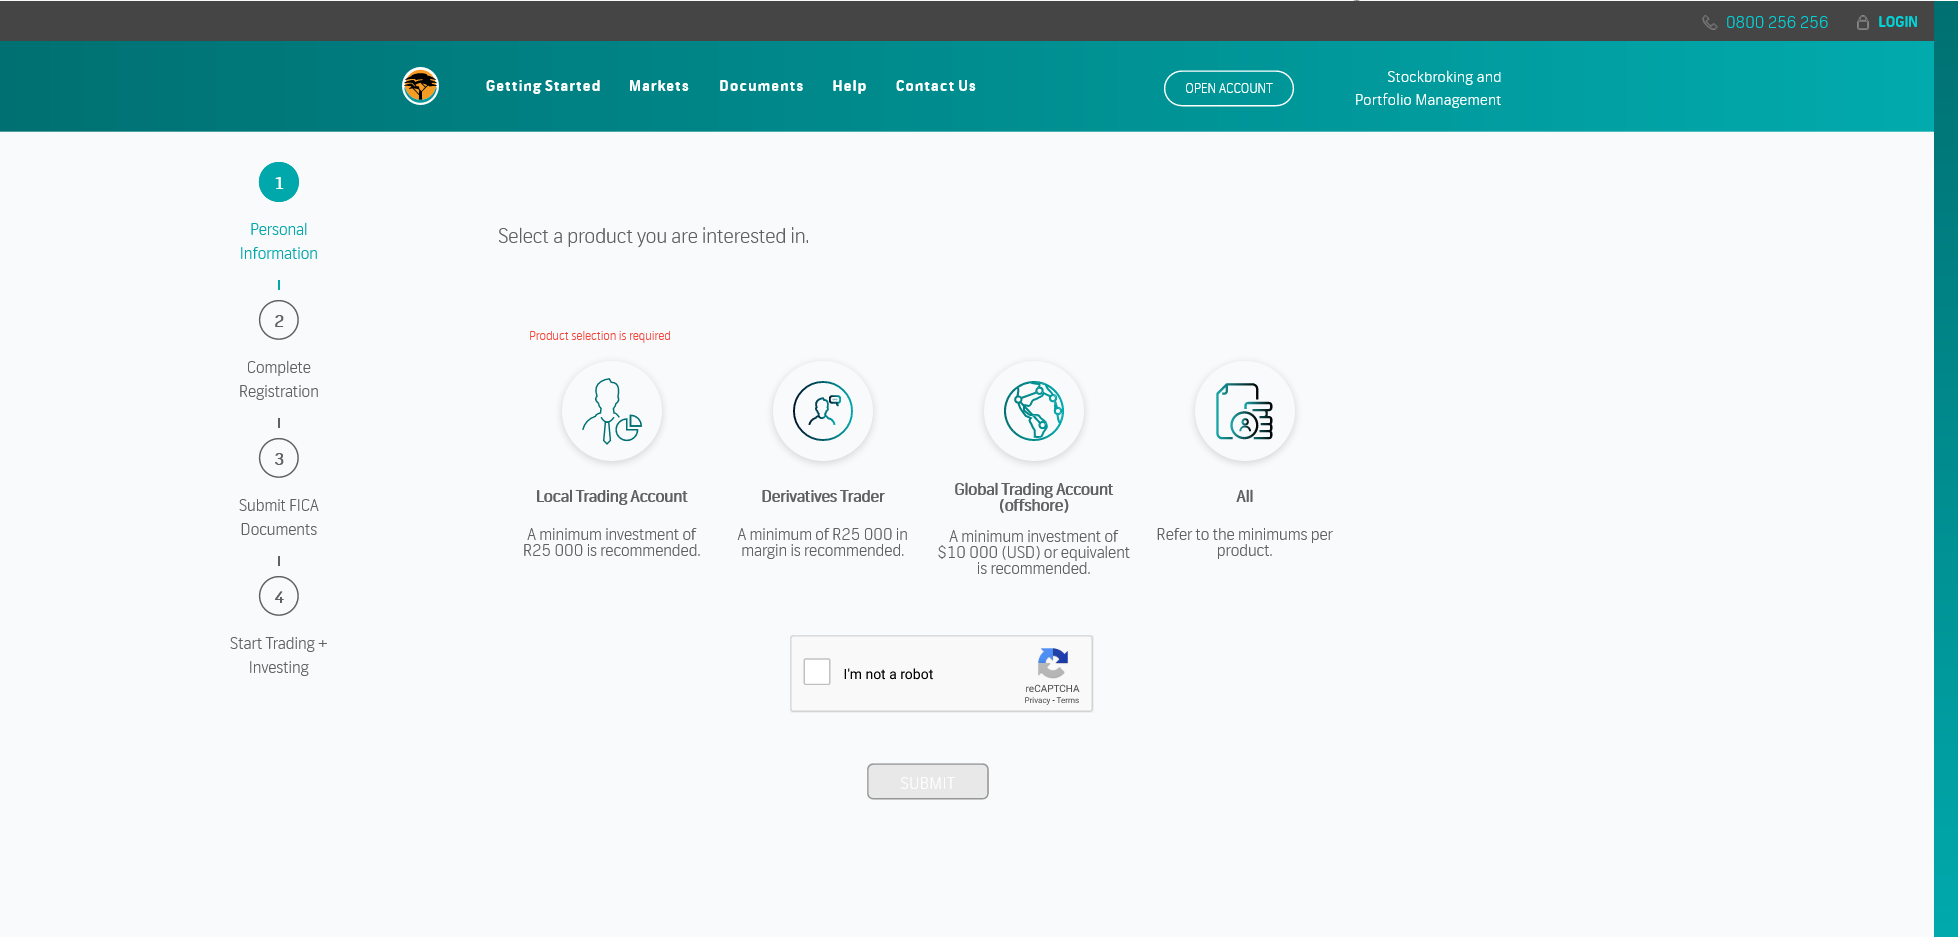 0800 256 256
LOGIN
Getting Started
Markets
Documents
Help
Contact Us
OPEN ACCOUNT
Stockbroking and
Portfolio Management
1
Personal
Information
2
Complete
Registration
3
Submit FICA
Documents
4
Start Trading +
Investing
Select a product you are interested in.
Product selection is required
Local Trading Account
A minimum investment of
R25 000 is recommended.
Derivatives Trader
A minimum of R25 000 in
margin is recommended.
Global Trading Account
(offshore)
A minimum investment of
$10 000 (USD) or equivalent
is recommended.
All
Refer to the minimums per
product.
I'm not a robot
reCAPTCHA
Privacy - Terms
SUBMIT